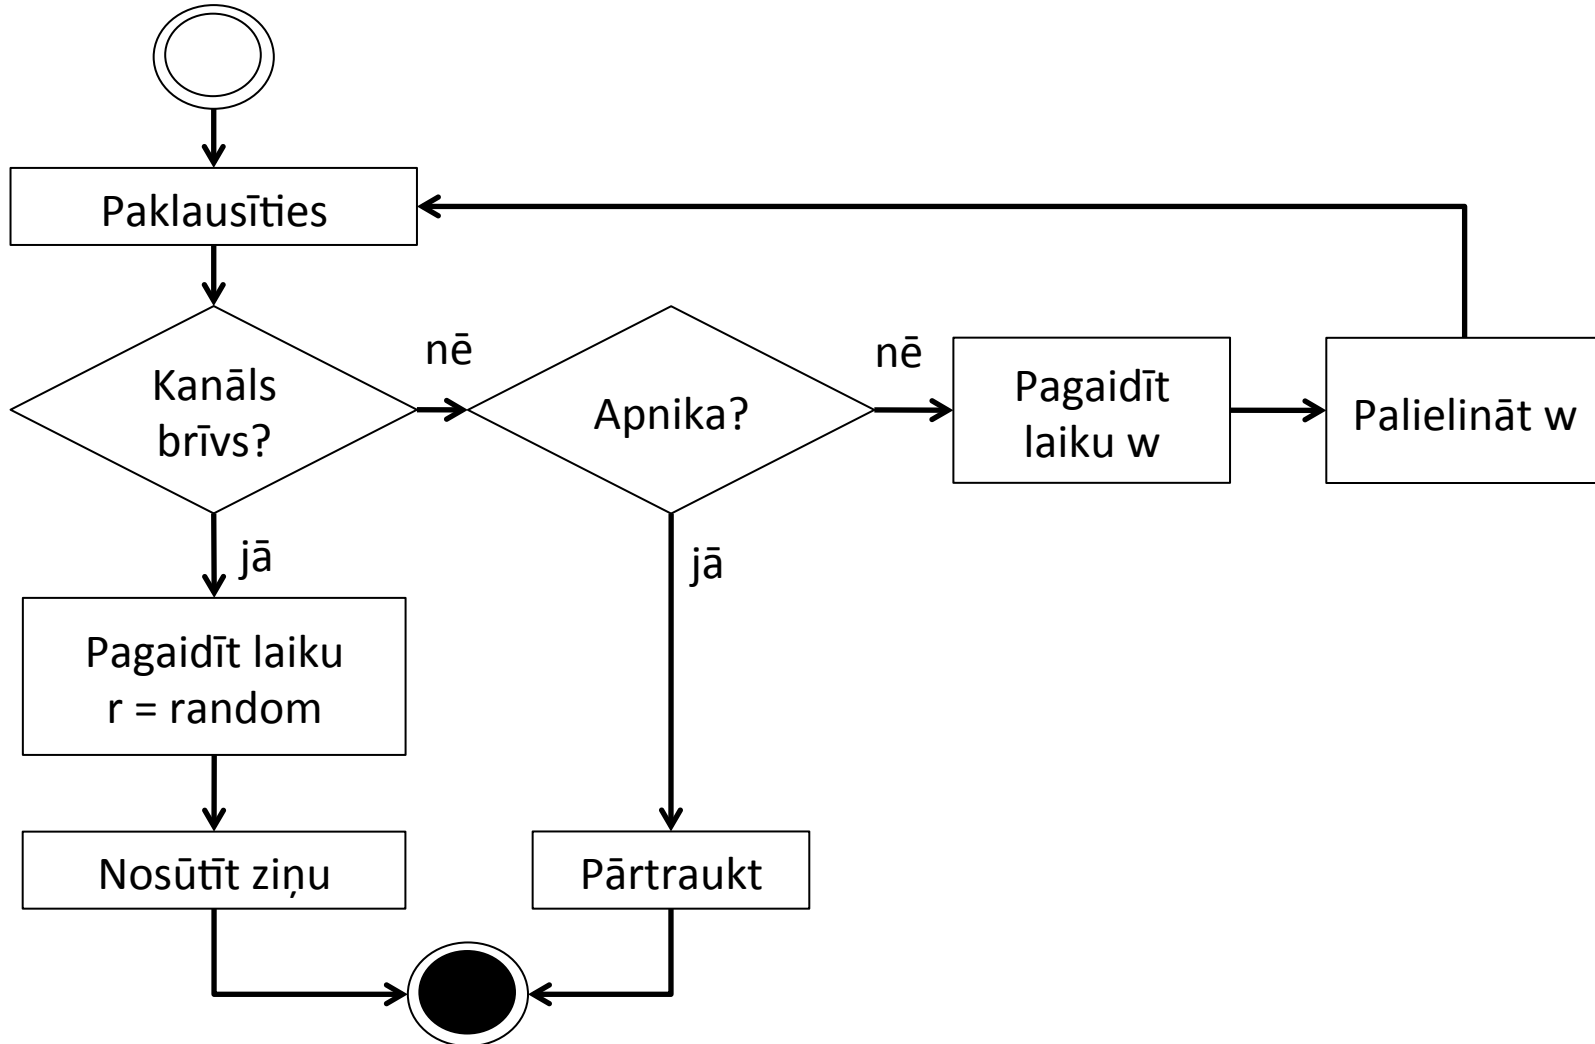 Paklausīties
Kanāls
brīvs?
nē
Apnika?
nē
Pagaidīt
laiku w
Palielināt w
jā
jā
Pagaidīt laiku
r = random
Nosūtīt ziņu
Pārtraukt